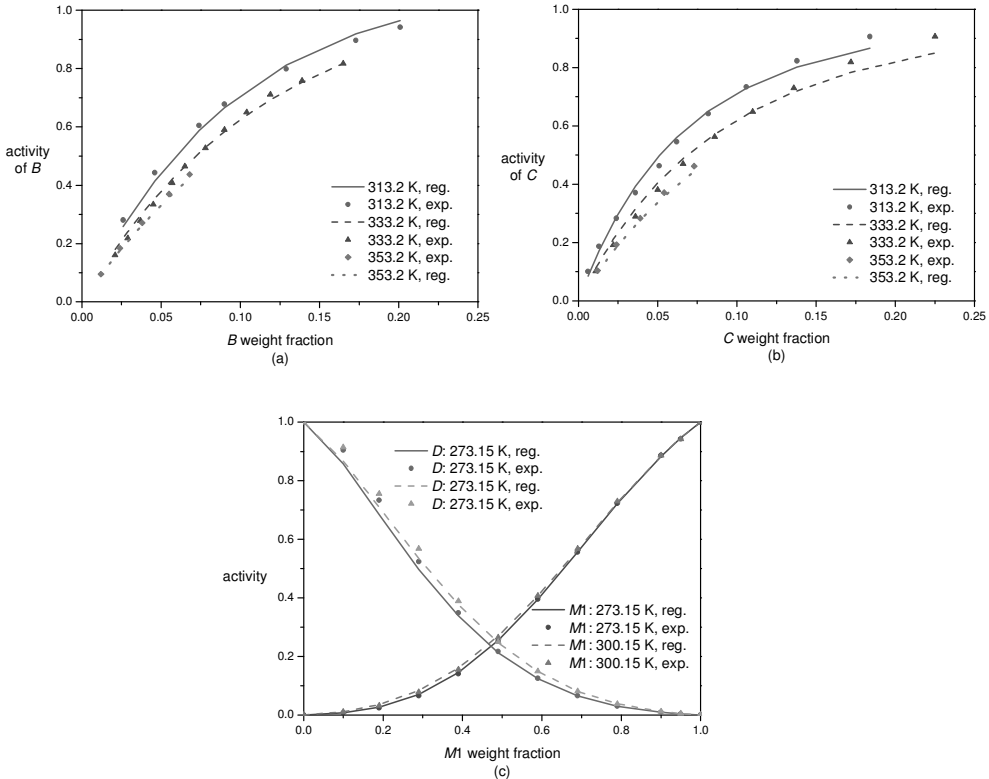 1.0
0.8
0.6
0.4
0.2
0.0
activity
of B
313.2 K, reg.
313.2 K, exp.
333.2 K, reg.
333.2 K, exp.
353.2 K, exp.
353.2 K, reg.
0.00 0.05 0.10 0.15 0.20 0.25
B weight fraction
(a)
1.0
0.8
0.6
0.4
0.2
0.0
activity
of C
313.2 K, reg.
313.2 K, exp.
333.2 K, reg.
333.2 K, exp.
353.2 K, exp.
353.2 K, reg.
0.00 0.05 0.10 0.15 0.20 0.25
C weight fraction
(b)
1.0
0.8
0.6
0.4
0.2
0.0
activity
D: 273.15 K, reg.
D: 273.15 K, exp.
D: 273.15 K, reg.
D: 273.15 K, exp.
M1: 273.15 K, reg.
M1: 273.15 K, exp.
M1: 300.15 K, reg.
M1: 300.15 K, exp.
0.0 0.2 0.4 0.6 0.8 1.0
M1 weight fraction
(c)